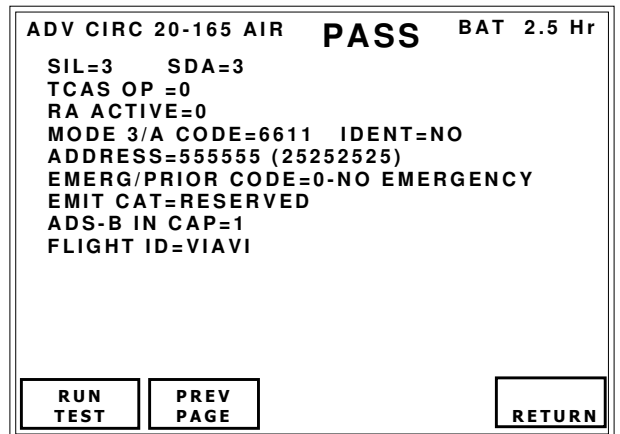 ADV CIRC 20-165 AIR PASS BAT 2.5 Hr
SIL=3 SDA=3
TCAS OP =0
RA ACTIVE=0
MODE 3/A CODE=6611 IDENT=NO
ADDRESS=555555 (25252525)
EMERG/PRIOR CODE=0-NO EMERGENCY
EMIT CAT=RESERVED
ADS-B IN CAP=1
FLIGHT ID=VIAVI
RUN TEST
PREV PAGE
RETURN